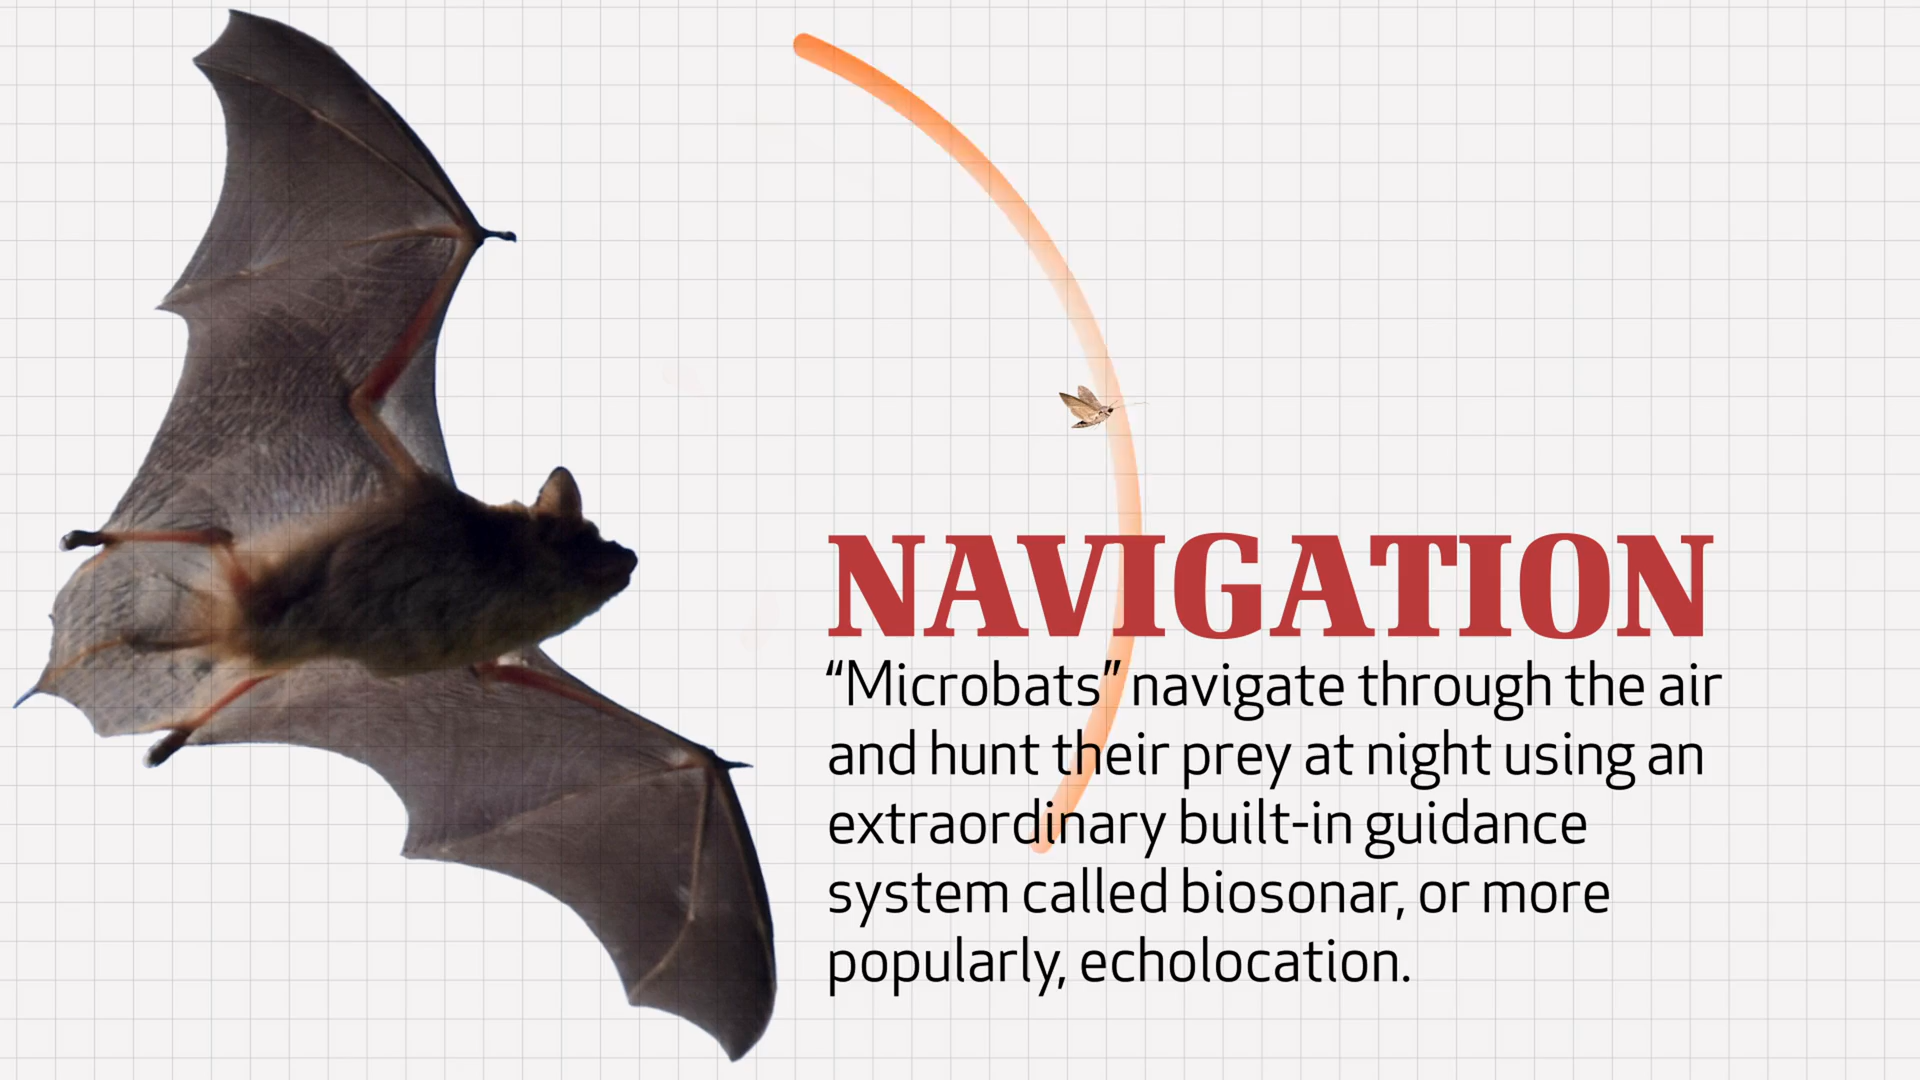 NAVIGATION
“Microbats” navigate through the air
and hunt their prey at night using an
extraordinary built-in guidance
system called biosonar, or more
popularly, echolocation.